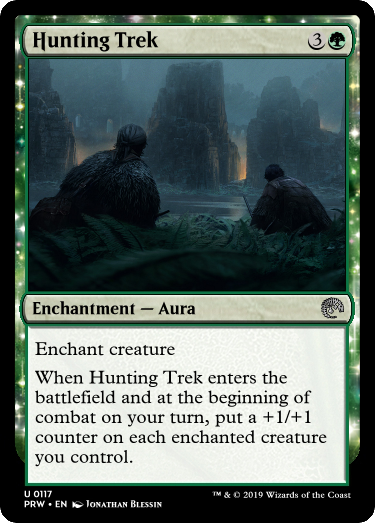 Hunting Trek 3
Enchantment — Aura
Enchant creature
When Hunting Trek enters the
battlefield and at the beginning of
combat on your turn, put a +1/+1
counter on each enchanted creature
you control.
U 0117
PRW • EN Jonathan Blessin
™ & © 2019 Wizards of the Coast